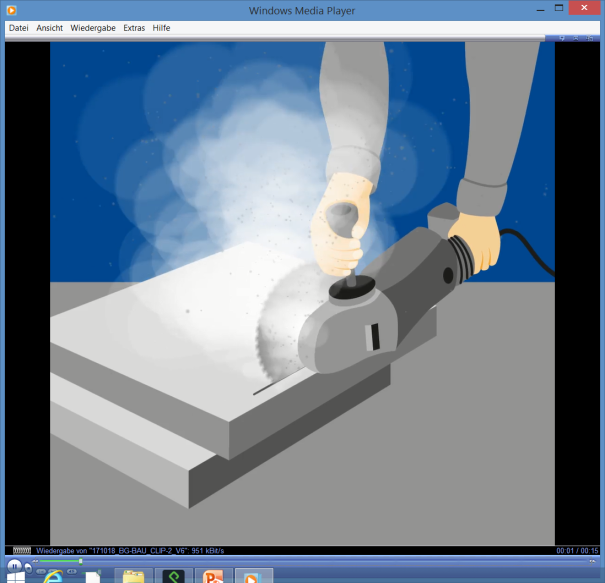 Windows Media Player
Datei Ansicht Wiedergabe Extras Hilfe
Wiedergabe von "171018_BG-BAU_CLIP-2_V6": 951 kBit/s
00:01 / 00:15